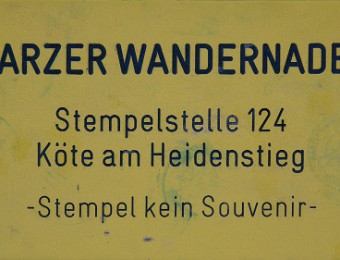 ARZER WANDERNADE
Stempelstelle 124
Köte am Heidenstieg
-Stempel kein Souvenir-